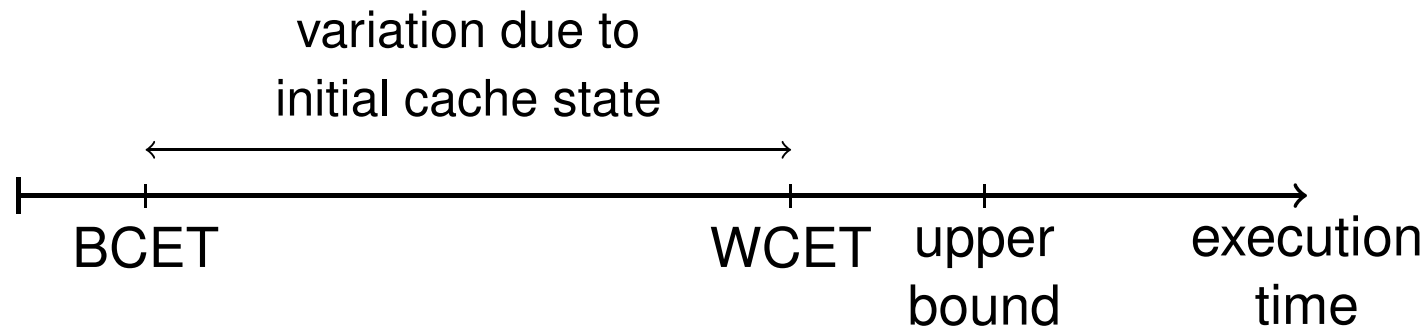 variation due to
initial cache state
BCET
WCET
upper
bound
execution
time